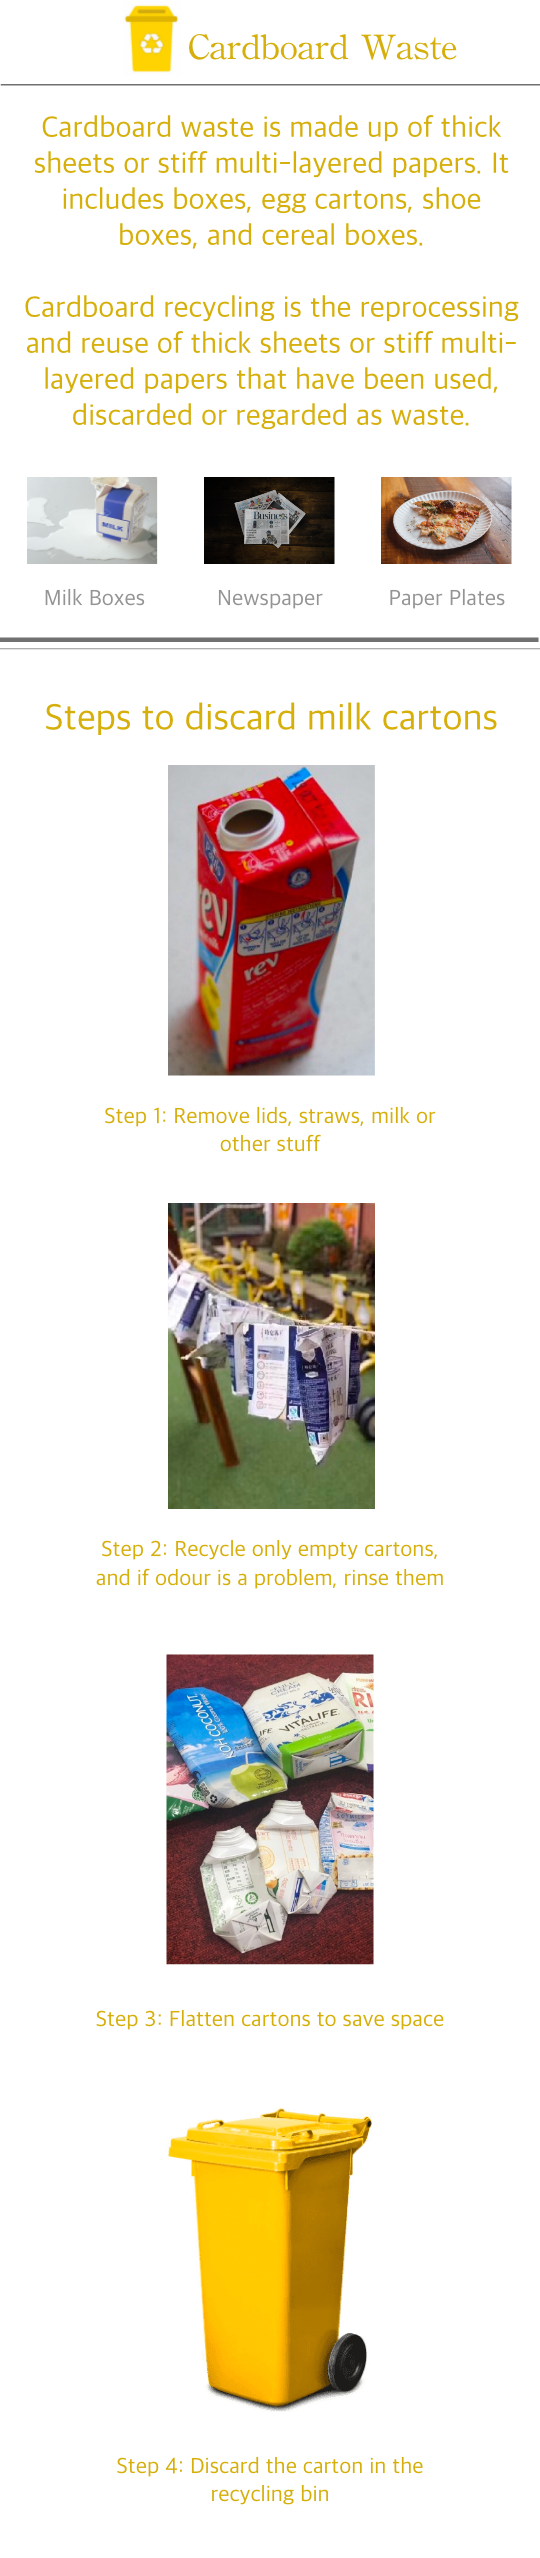 Cardboard Waste
Cardboard waste is made up of thick
sheets or stiff multi-layered papers. It
includes boxes, egg cartons, shoe
boxes, and cereal boxes.
Cardboard recycling is the reprocessing
and reuse of thick sheets or stiff multi-
layered papers that have been used,
discarded or regarded as waste.
MILK
Business
Milk Boxes
Newspaper
Paper Plates
Steps to discard milk cartons
rev
Step 1: Remove lids, straws, milk or
other stuff
Step 2: Recycle only empty cartons,
and if odour is a problem, rinse them
KOH COCONUT
VITALIFE
Step 3: Flatten cartons to save space
Step 4: Discard the carton in the
recycling bin